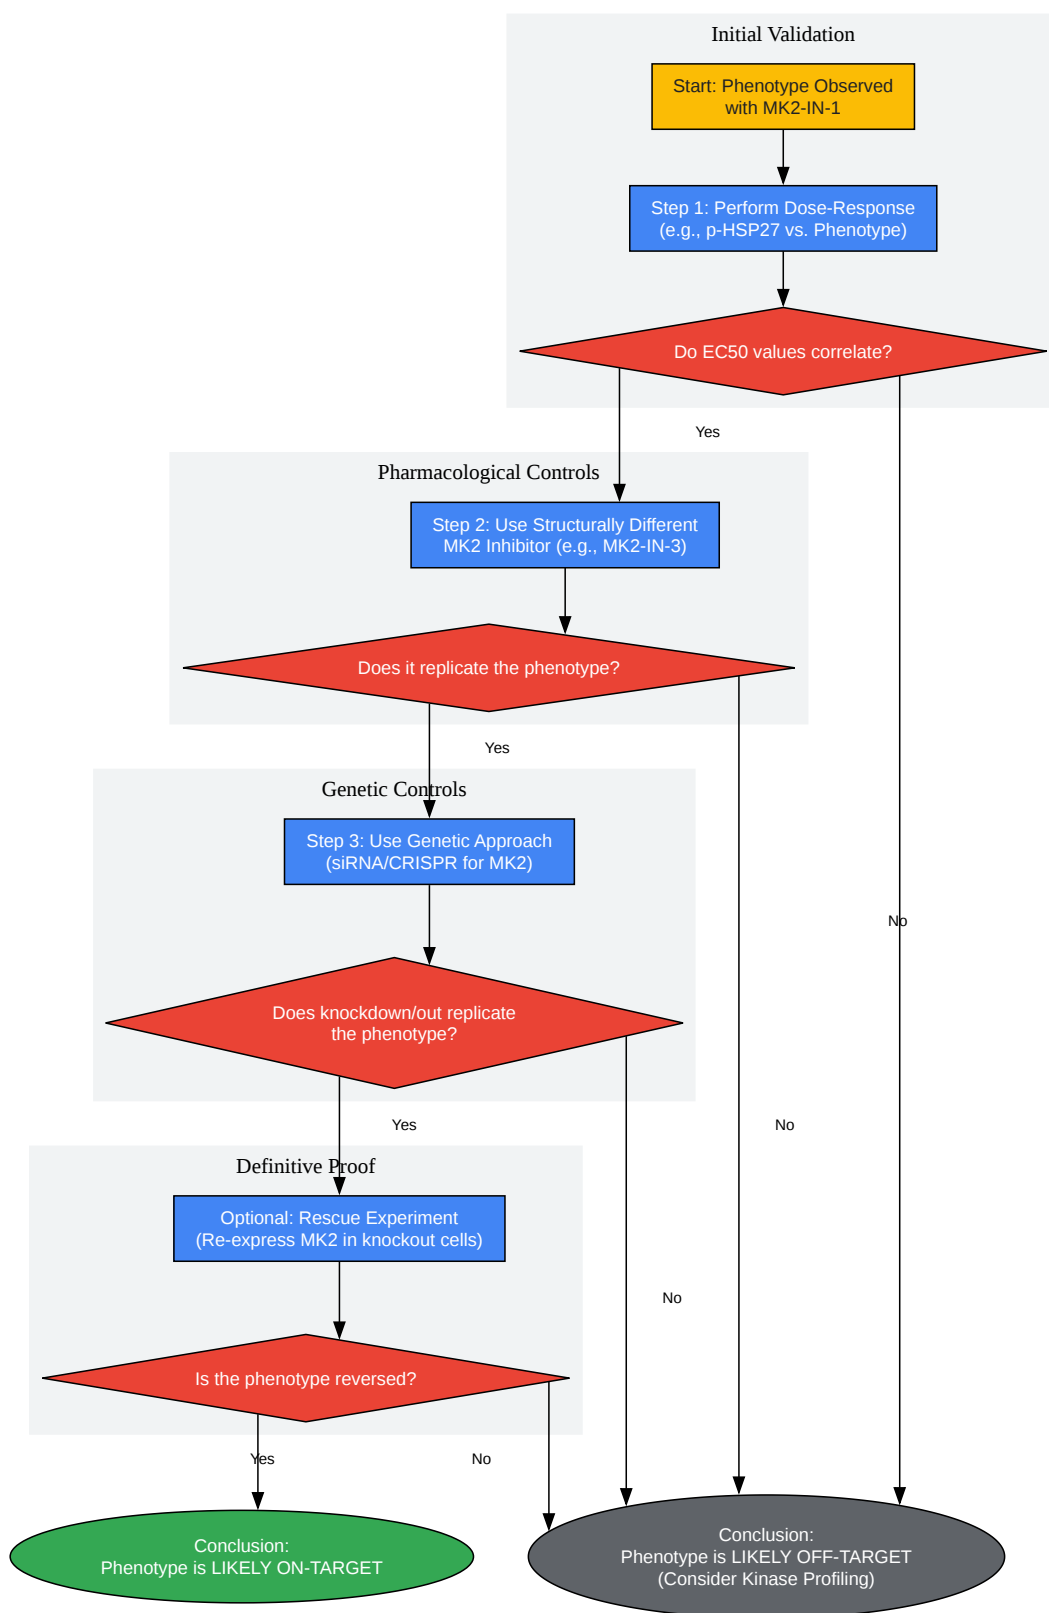 Initial Validation
Start: Phenotype Observed
with MK2-IN-1
Step 1: Perform Dose-Response
(e.g., p-HSP27 vs. Phenotype)
Do EC50 values correlate?
Yes
Pharmacological Controls
Step 2: Use Structurally Different
MK2 Inhibitor (e.g., MK2-IN-3)
Does it replicate the phenotype?
Yes
Genetic Controls
Step 3: Use Genetic Approach
(siRNA/CRISPR for MK2)
No
Does knockdown/out replicate
the phenotype?
Yes
No
Definitive Proof
Optional: Rescue Experiment
(Re-express MK2 in knockout cells)
No
Is the phenotype reversed?
Yes
No
Conclusion:
Phenotype is LIKELY ON-TARGET
Conclusion:
Phenotype is LIKELY OFF-TARGET
(Consider Kinase Profiling)